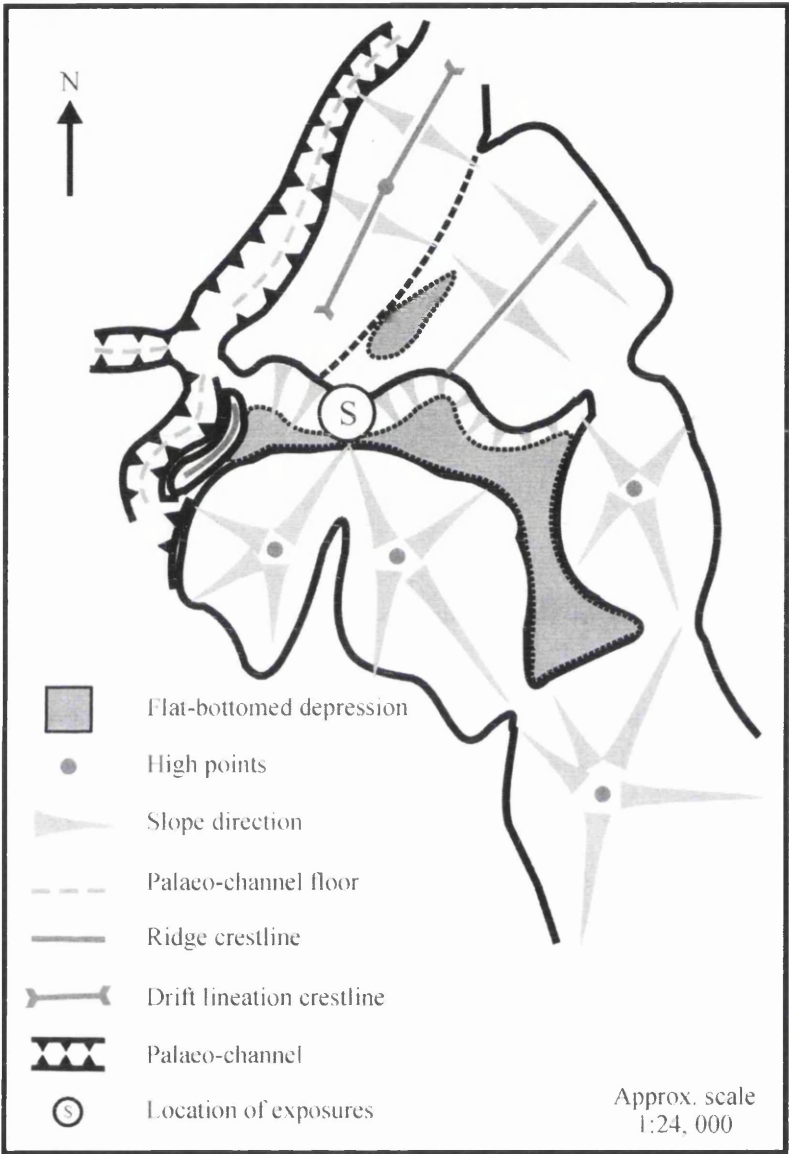 N
S
Flat-bottomed depression
High points
Slope direction
Palaeo-channel floor
Ridge crestline
Drift lineation crestline
Palaeo-channel
S
Location of exposures
Approx. scale
1:24, 000